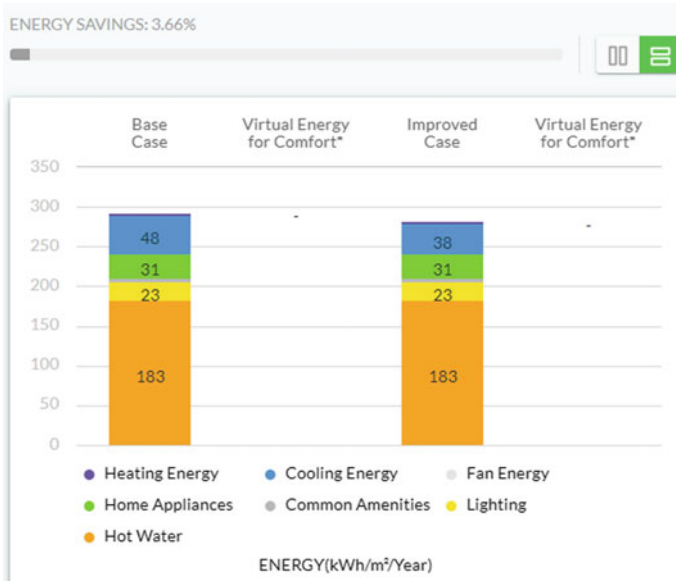 ENERGY SAVINGS: 3.66%
Base Case
Virtual Energy for Comfort*
Improved Case
Virtual Energy for Comfort*
350
300
250
200
150
100
50
0
48
31
23
183
-
38
31
23
183
-
Heating Energy
Cooling Energy
Fan Energy
Home Appliances
Common Amenities
Lighting
Hot Water
ENERGY(kWh/m²/Year)